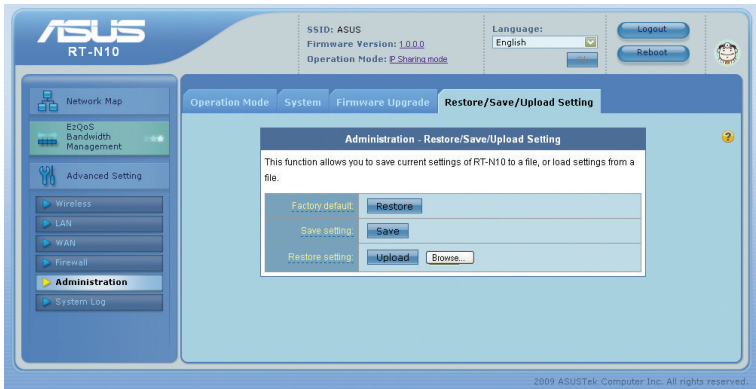 ASUS
RT-N10
SSID: ASUS
Firmware Version: 1.0.0.0
Operation Mode: IP Sharing mode
Language:
English
Logout
Reboot
Network Map
EzQoS
Bandwidth
Management
Advanced Setting
Wireless
LAN
WAN
Firewall
Administration
System Log
Operation Mode
System
Firmware Upgrade
Restore/Save/Upload Setting
Administration - Restore/Save/Upload Setting
This function allows you to save current settings of RT-N10 to a file, or load settings from a
file.
Factory default:
Restore
Save setting:
Save
Restore setting:
Upload
Browse...
?
2009 ASUSTek Computer Inc. All rights reserved.